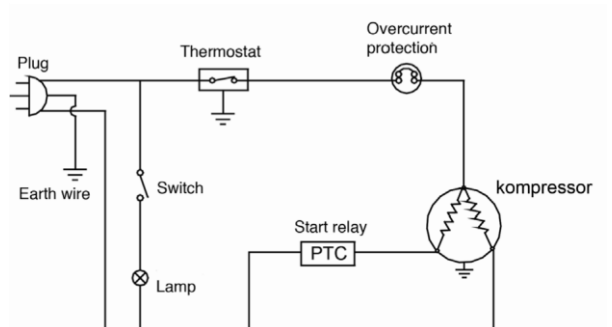 Overcurrent
protection
Thermostat
Plug
Earth wire
Switch
kompressor
Start relay
PTC
Lamp